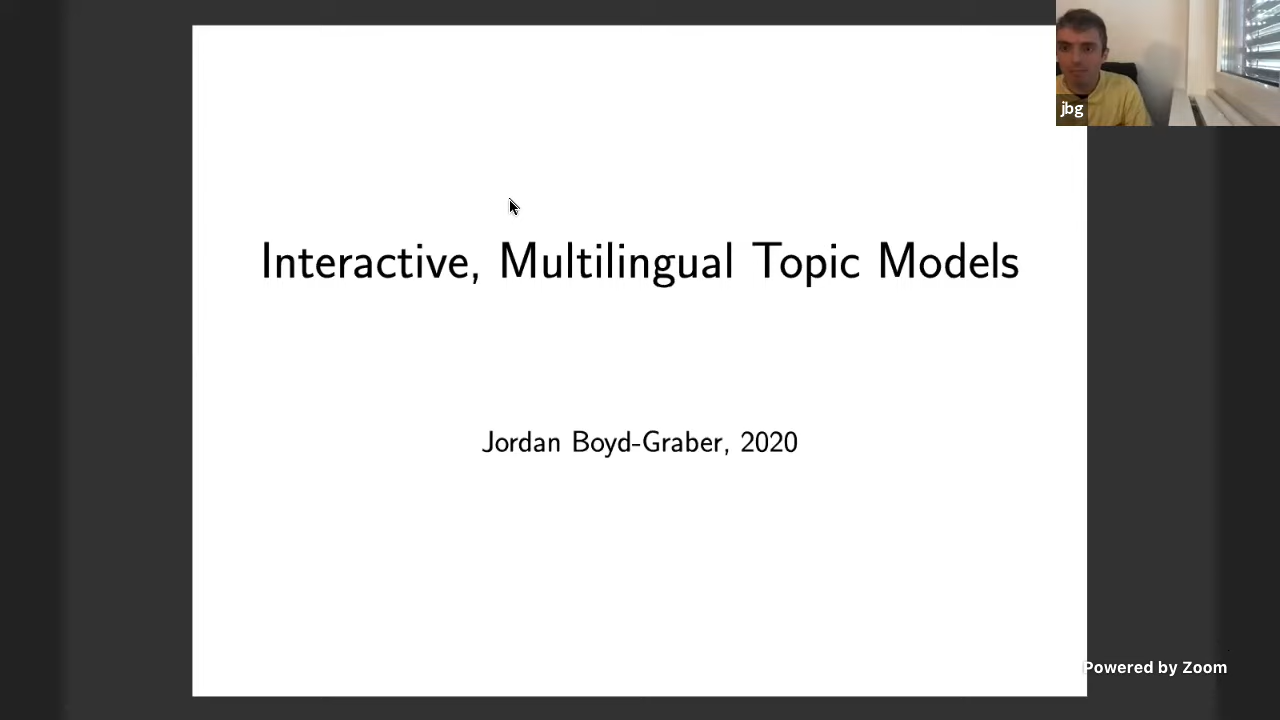 jbg
Interactive, Multilingual Topic Models
Jordan Boyd-Graber, 2020
Powered by Zoom